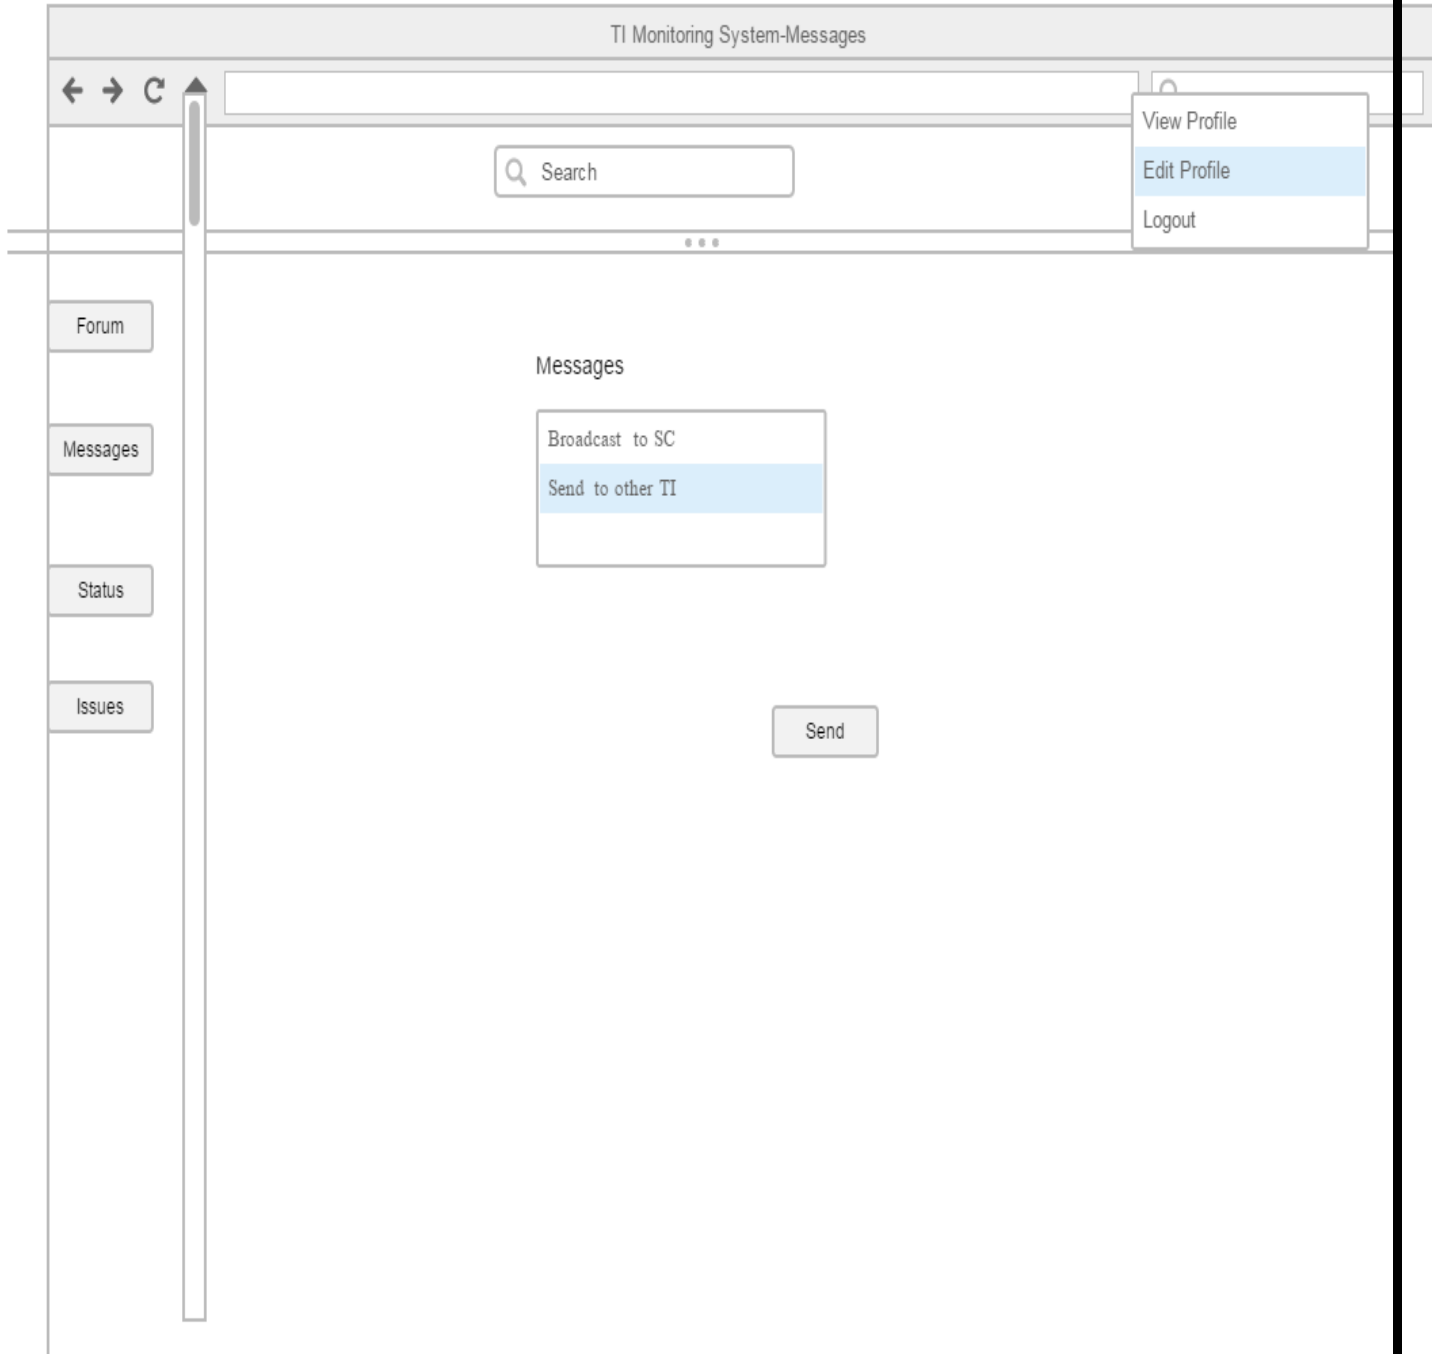 TI Monitoring System-Messages
View Profile
Edit Profile
Logout
Search
Forum
Messages
Status
Issues
Messages
Broadcast to SC
Send to other TI
Send